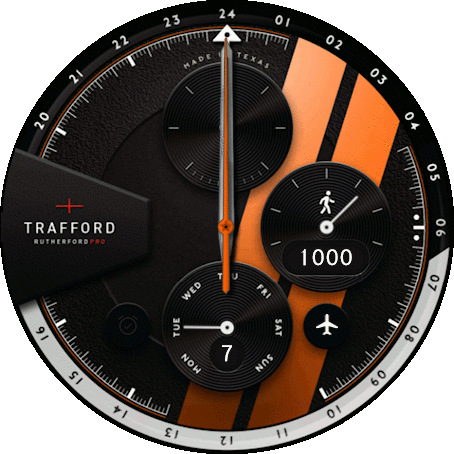 24
01
02
03
04
05
06
07
08
09
10
11
12
13
14
15
16
20
21
22
23
MADE IN TEXAS
TRAFFORD
RUTHERFORD PRO
1000
MON
TUE
WED
THU
FRI
SAT
SUN
7